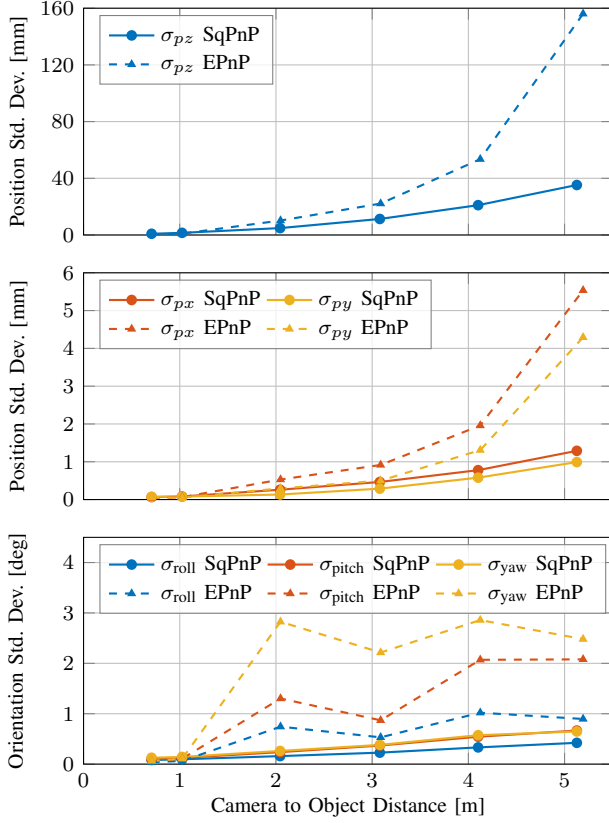 160
120
80
40
0
Position Std. Dev. [mm]
σpz SqPnP
σpz EPnP
6
5
4
3
2
1
0
Position Std. Dev. [mm]
σpx SqPnP σpy SqPnP
σpx EPnP σpy EPnP
4
3
2
1
0
Orientation Std. Dev. [deg]
σroll SqPnP σpitch SqPnP σyaw SqPnP
σroll EPnP σpitch EPnP σyaw EPnP
0 1 2 3 4 5
Camera to Object Distance [m]